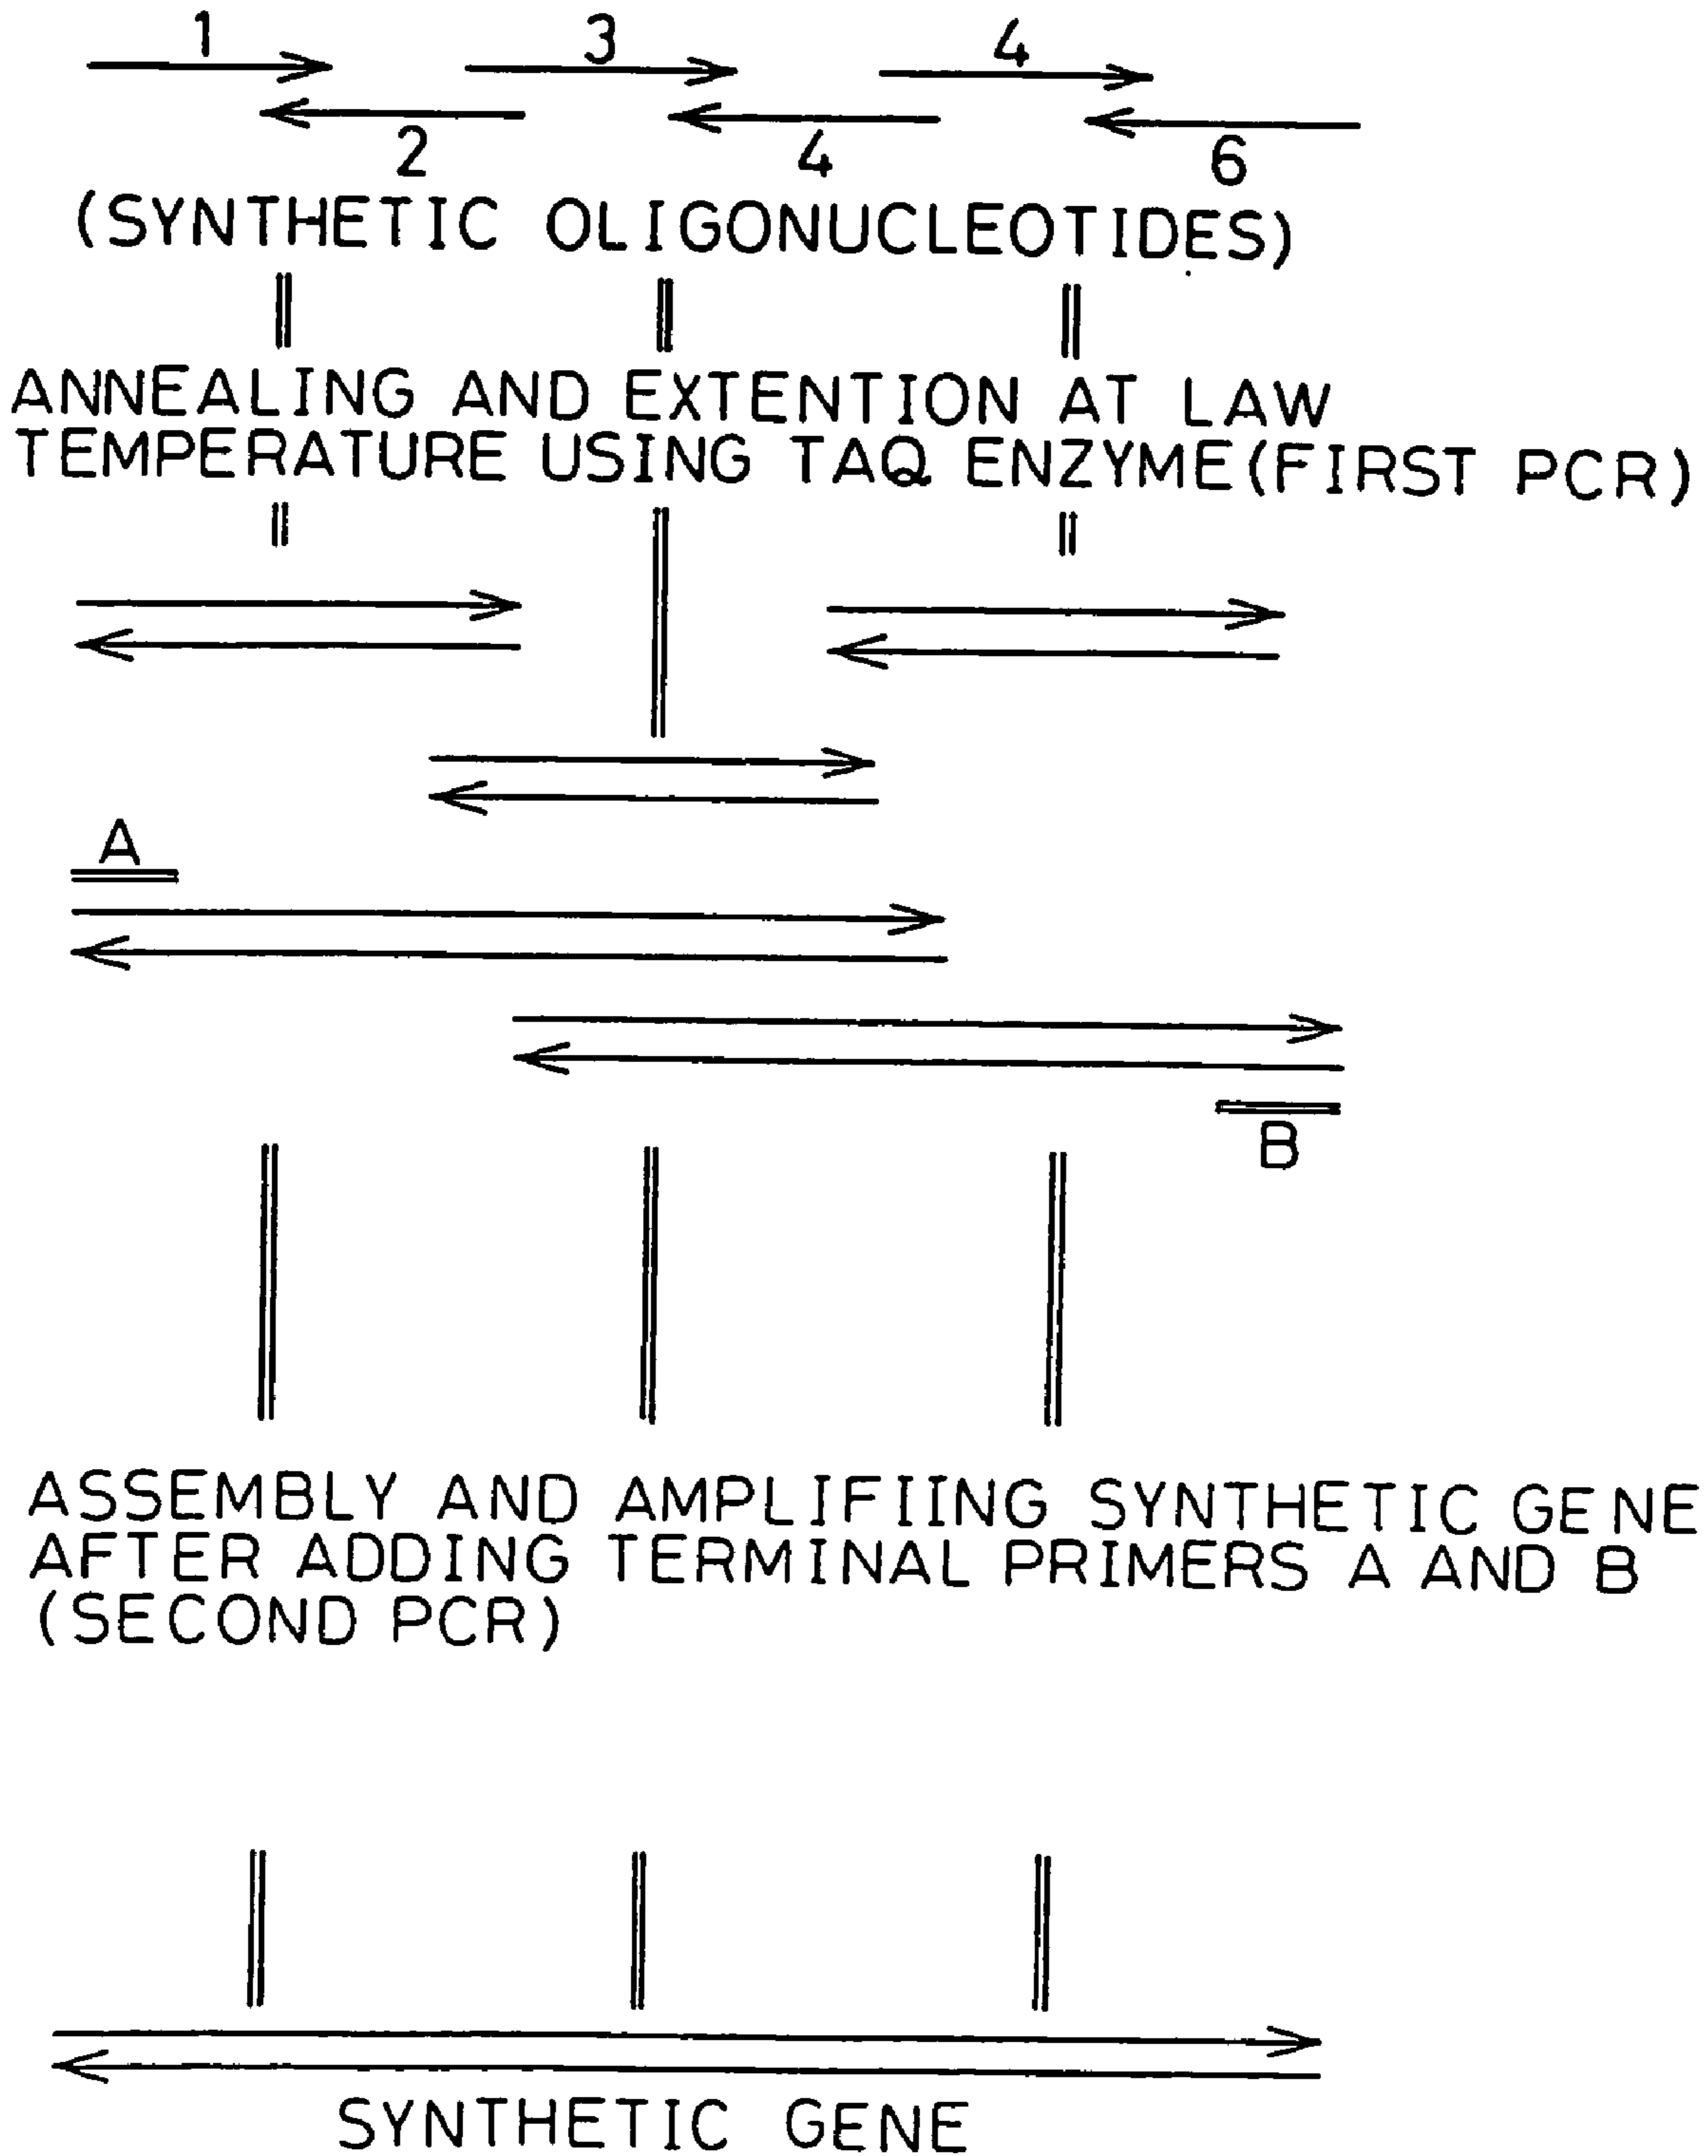 1 3 4
2 4 6
(SYNTHETIC OLIGONUCLEOTIDES)
ANNEALING AND EXTENTION AT LAW
TEMPERATURE USING TAQ ENZYME(FIRST PCR)
A
B
ASSEMBLY AND AMPLIFIING SYNTHETIC GENE
AFTER ADDING TERMINAL PRIMERS A AND B
(SECOND PCR)
SYNTHETIC GENE